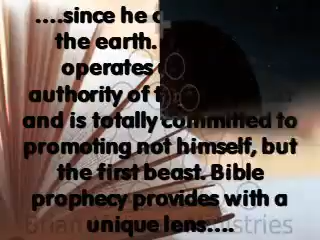 ....since he
the earth.
operates
authority of
and is totally committed to
promoting not himself, but
the first beast. Bible
prophecy provides with a
unique lens....